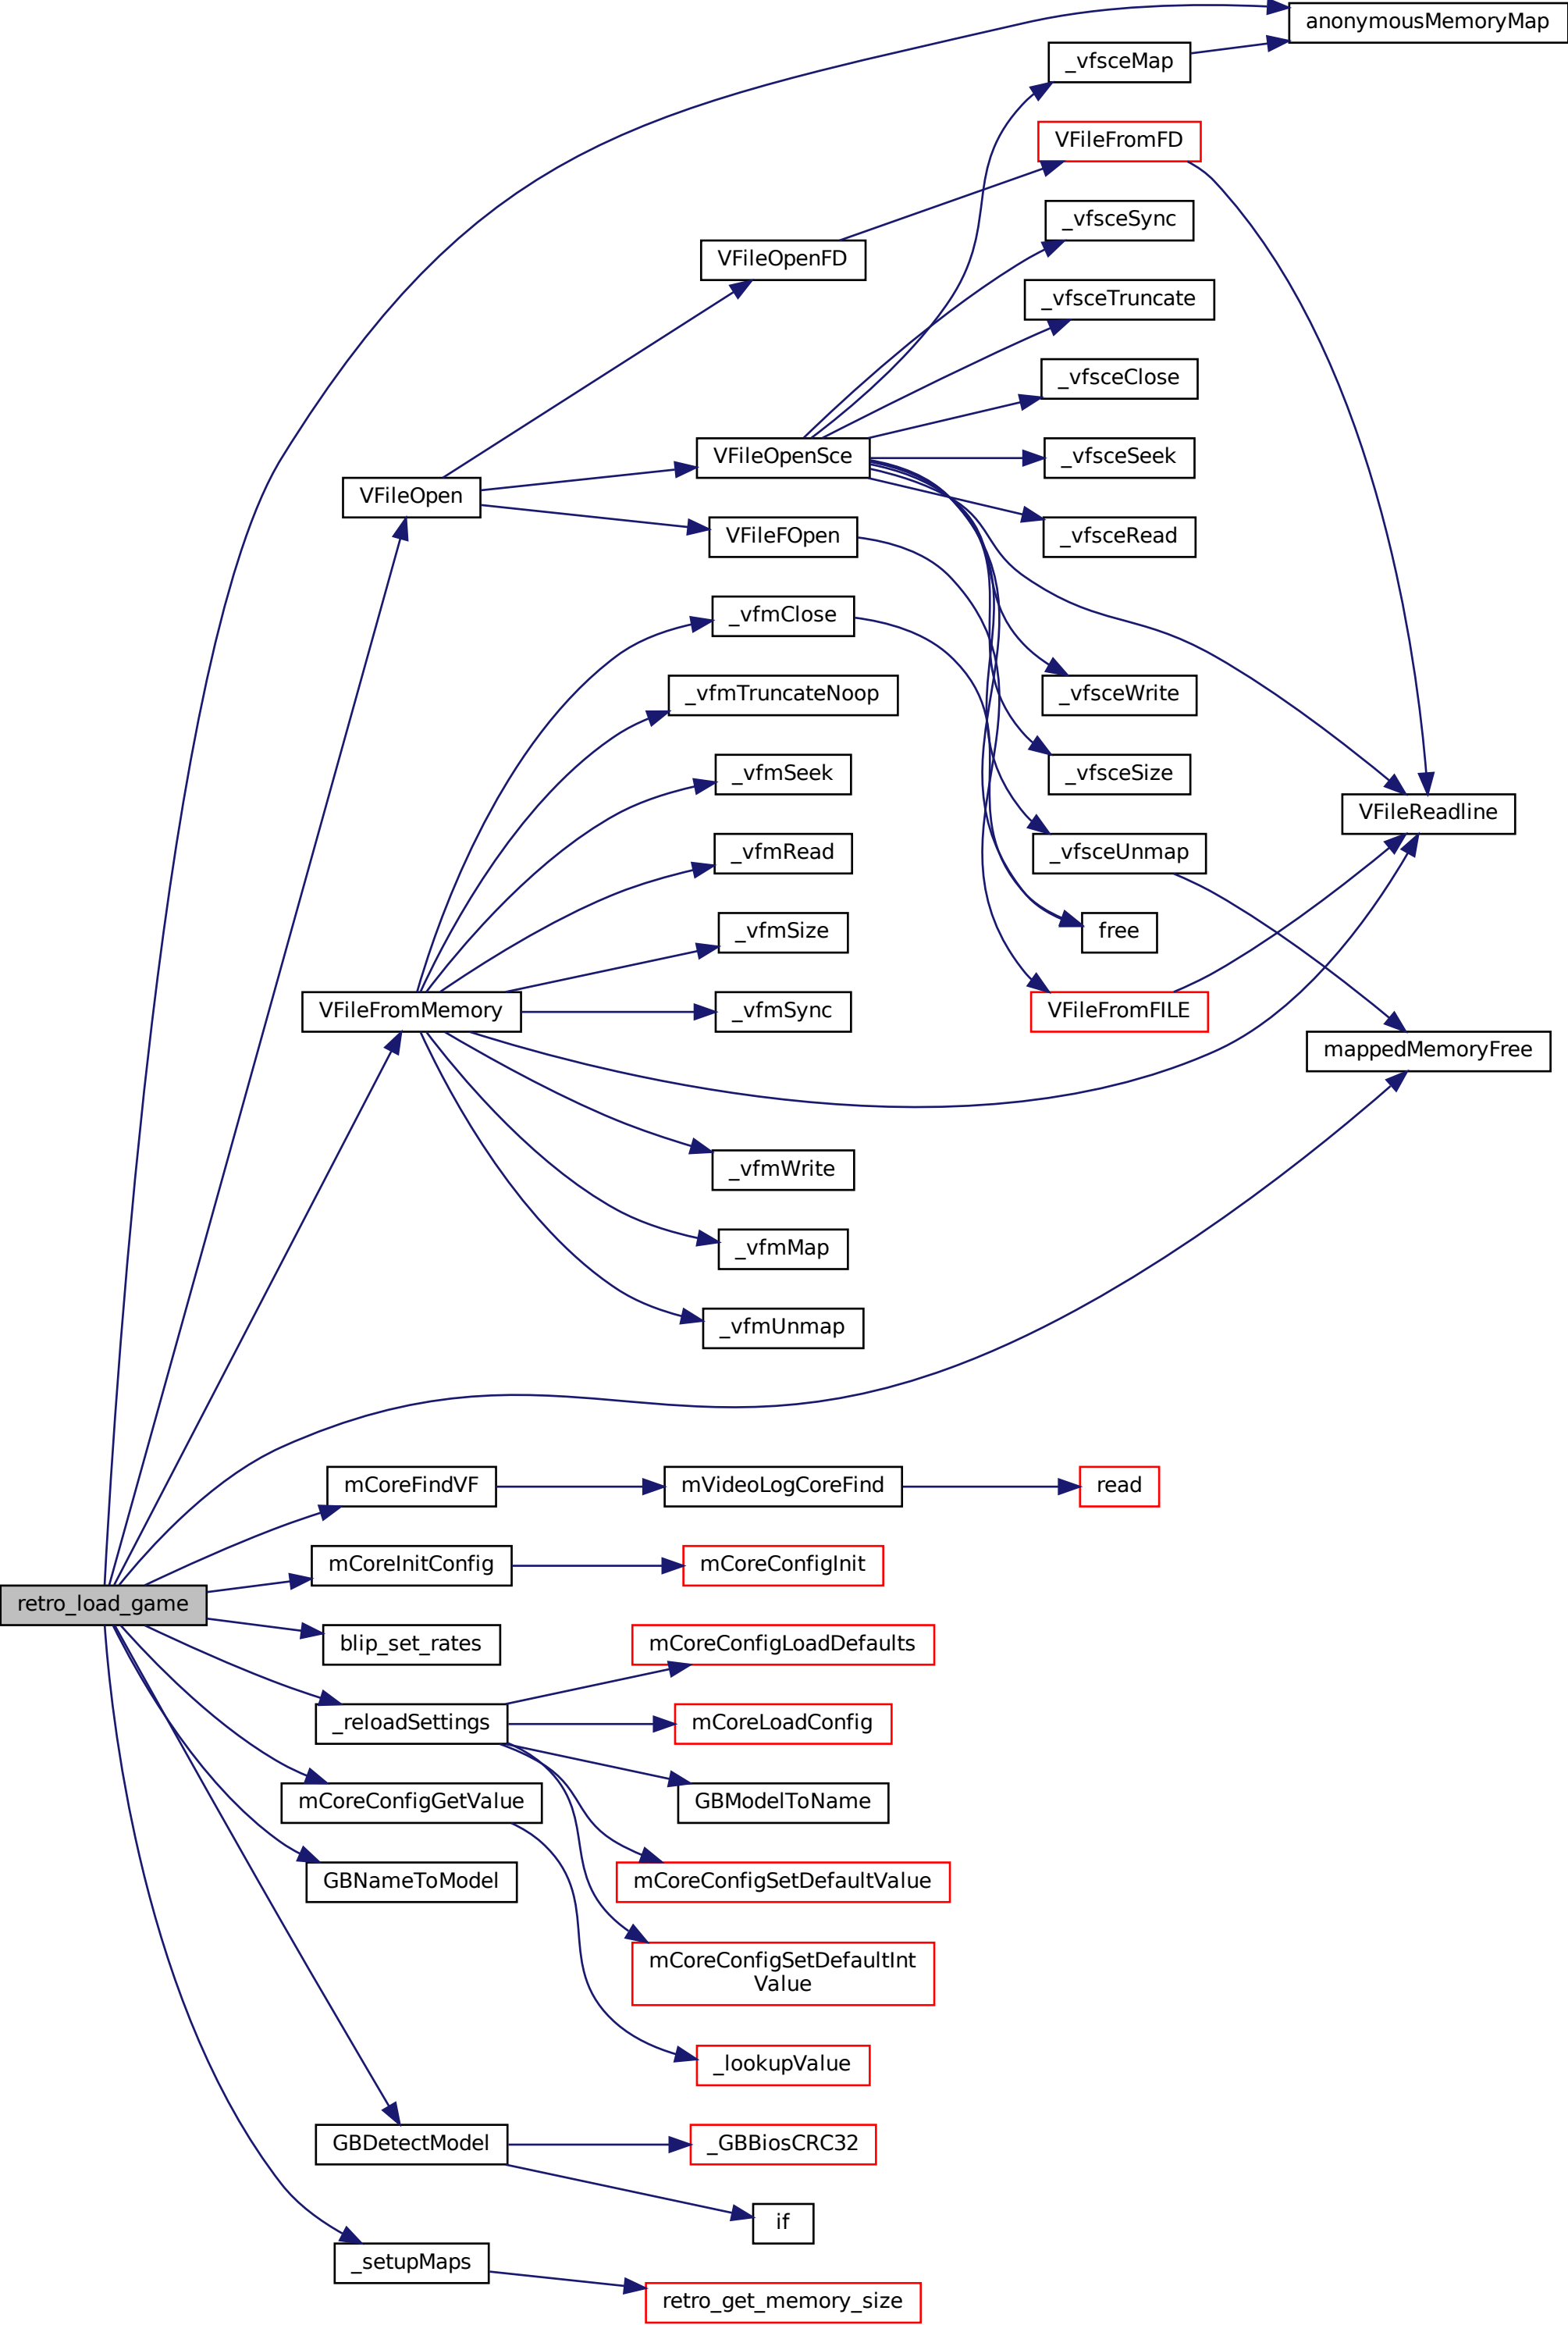 anonymousMemoryMap
_vfsceMap
VFileFromFD
_vfsceSync
VFileOpenFD
_vfsceTruncate
_vfsceClose
VFileOpenSce
_vfsceSeek
VFileOpen
VFileFOpen
_vfsceRead
_vfmClose
_vfmTruncateNoop
_vfsceWrite
_vfmSeek
_vfsceSize
VFileReadline
_vfmRead
_vfsceUnmap
_vfmSize
free
VFileFromMemory
_vfmSync
VFileFromFILE
mappedMemoryFree
_vfmWrite
_vfmMap
_vfmUnmap
mCoreFindVF
mVideoLogCoreFind
read
mCoreInitConfig
mCoreConfigInit
retro_load_game
blip_set_rates
mCoreConfigLoadDefaults
_reloadSettings
mCoreLoadConfig
mCoreConfigGetValue
GBModelToName
GBNameToModel
mCoreConfigSetDefaultValue
mCoreConfigSetDefaultInt
Value
_lookupValue
GBDetectModel
_GBBiosCRC32
if
_setupMaps
retro_get_memory_size